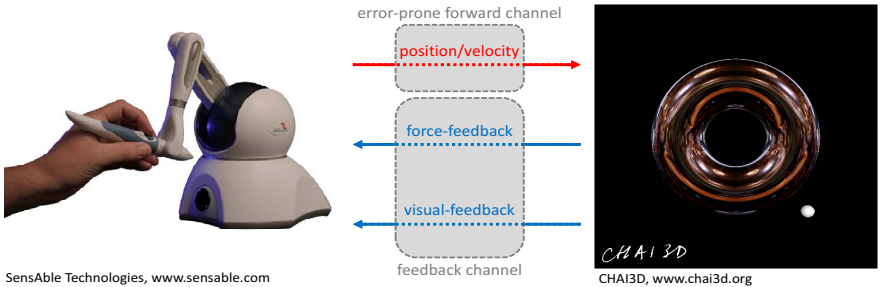 error-prone forward channel
position/velocity
force-feedback
visual-feedback
feedback channel
CHAI3D
SensAble Technologies, www.sensable.com
CHAI3D, www.chai3d.org